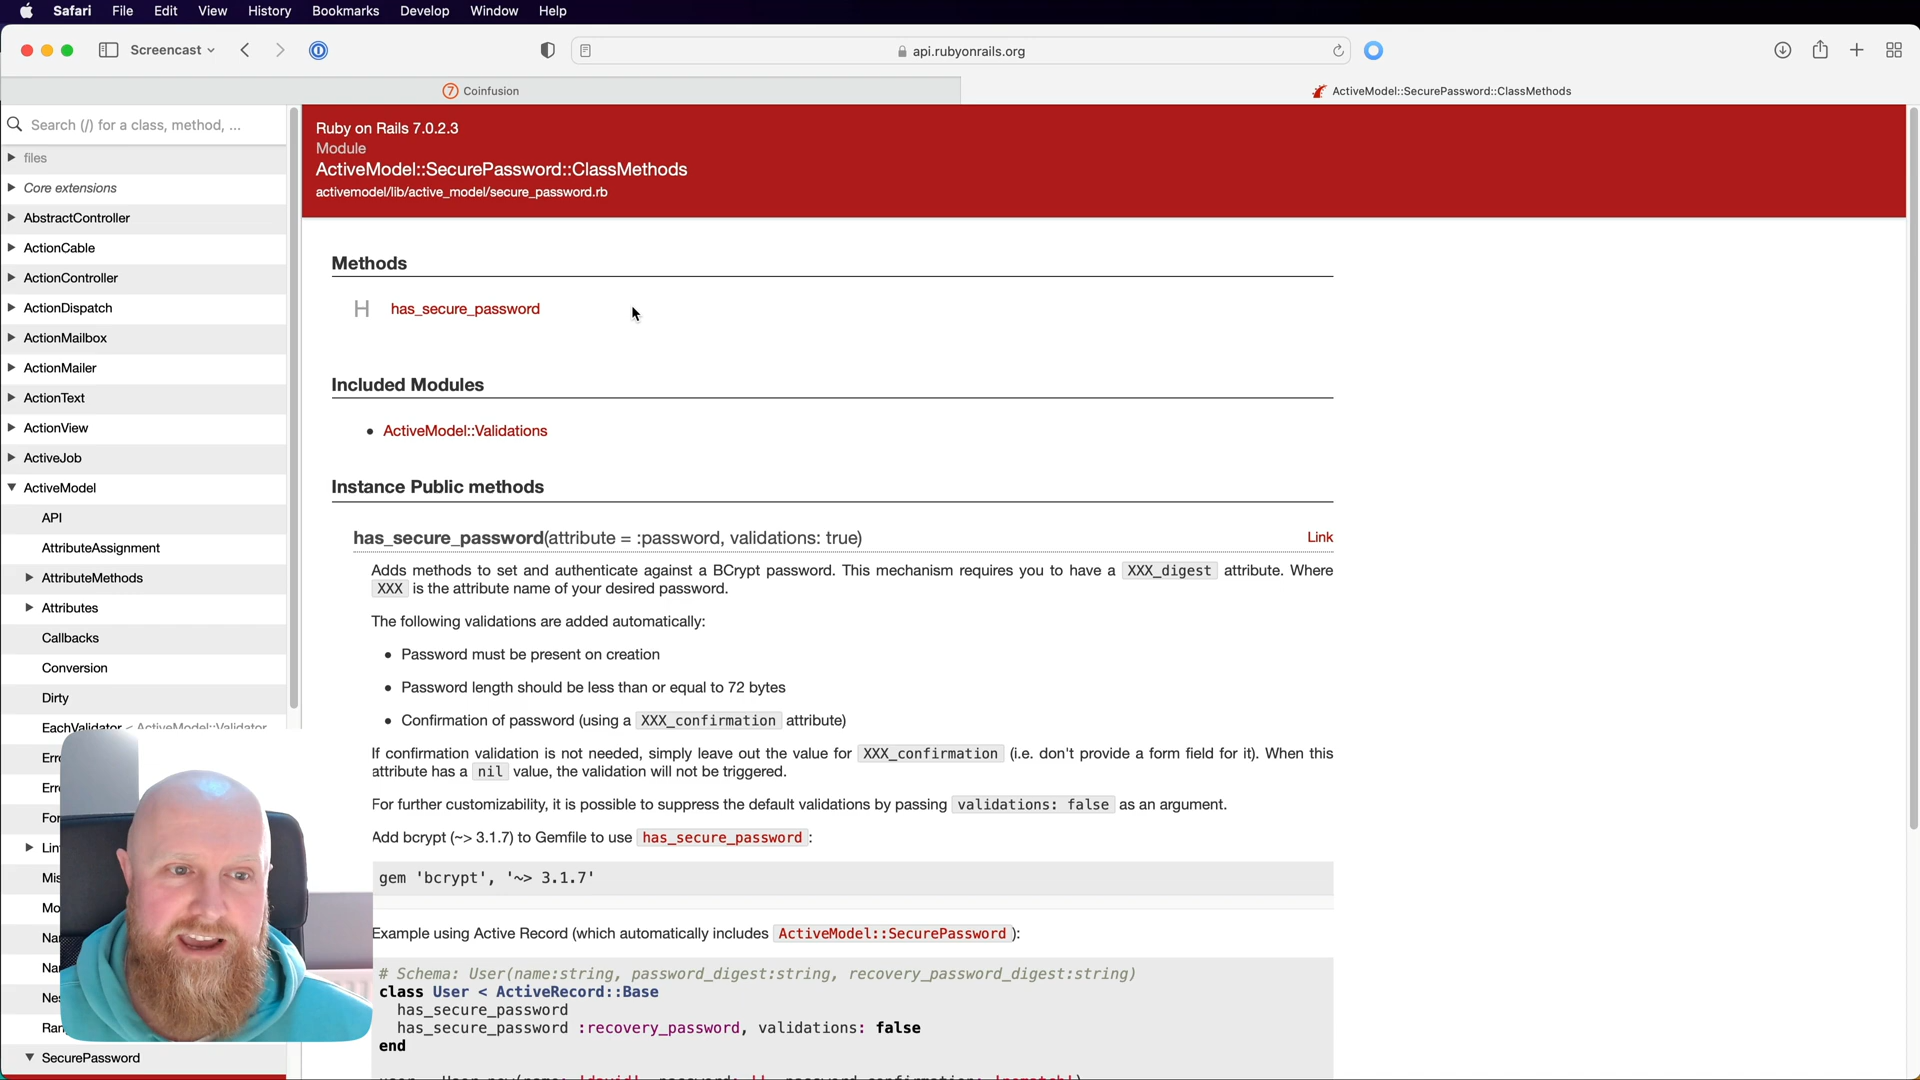 Safari File Edit View History Bookmarks Develop Window Help
Screencast
api.rubyonrails.org
Coinfusion
ActiveModel::SecurePassword::ClassMethods
Search (/) for a class, method, ...
files
Core extensions
AbstractController
ActionCable
ActionController
ActionDispatch
ActionMailbox
ActionMailer
ActionText
ActionView
ActiveJob
ActiveModel
API
AttributeAssignment
AttributeMethods
Attributes
Callbacks
Conversion
Dirty
EachValidator < ActiveModel::Validator
SecurePassword
Ruby on Rails 7.0.2.3
Module
ActiveModel::SecurePassword::ClassMethods
activemodel/lib/active_model/secure_password.rb
Methods
H has_secure_password
Included Modules
• ActiveModel::Validations
Instance Public methods
has_secure_password(attribute = :password, validations: true) Link
Adds methods to set and authenticate against a BCrypt password. This mechanism requires you to have a XXX_digest attribute. Where
XXX is the attribute name of your desired password.
The following validations are added automatically:
• Password must be present on creation
• Password length should be less than or equal to 72 bytes
• Confirmation of password (using a XXX_confirmation attribute)
If confirmation validation is not needed, simply leave out the value for XXX_confirmation (i.e. don't provide a form field for it). When this
attribute has a nil value, the validation will not be triggered.
For further customizability, it is possible to suppress the default validations by passing validations: false as an argument.
Add bcrypt (~> 3.1.7) to Gemfile to use has_secure_password:
gem 'bcrypt', '~> 3.1.7'
Example using Active Record (which automatically includes ActiveModel::SecurePassword):
# Schema: User(name:string, password_digest:string, recovery_password_digest:string)
class User < ActiveRecord::Base
has_secure_password
has_secure_password :recovery_password, validations: false
end